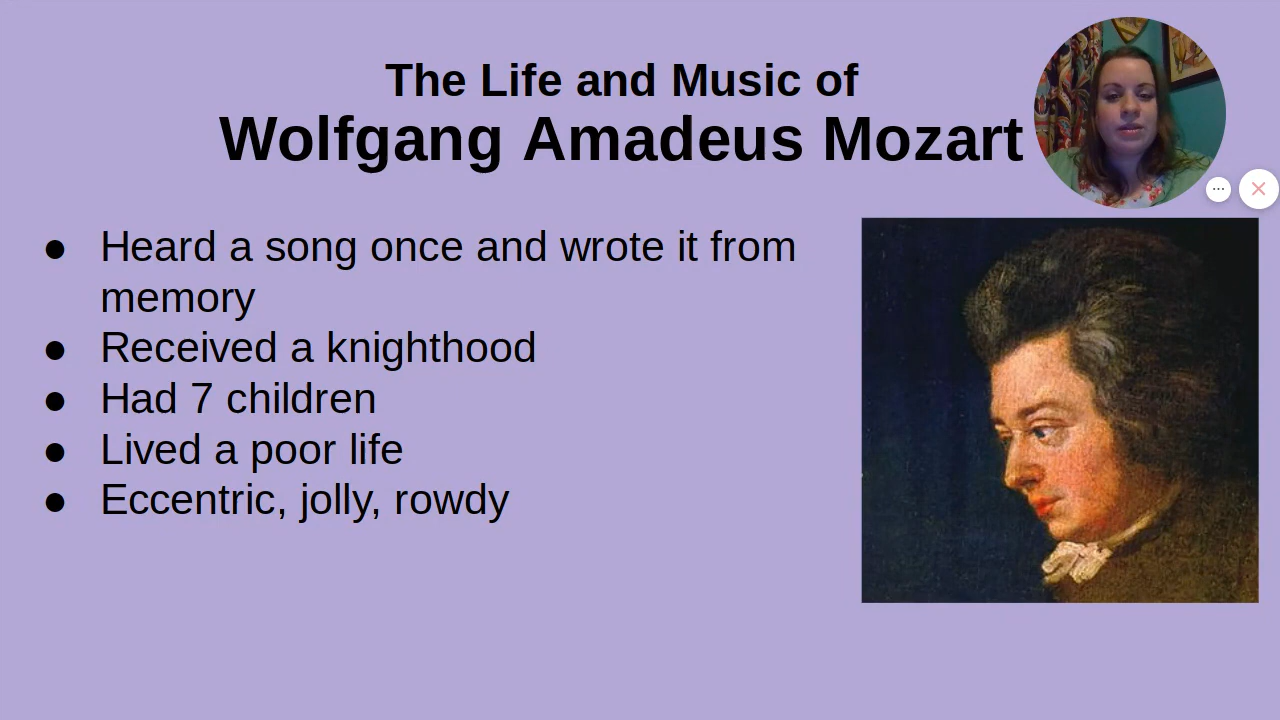 The Life and Music of
Wolfgang Amadeus Mozart
● Heard a song once and wrote it from
memory
● Received a knighthood
● Had 7 children
● Lived a poor life
● Eccentric, jolly, rowdy